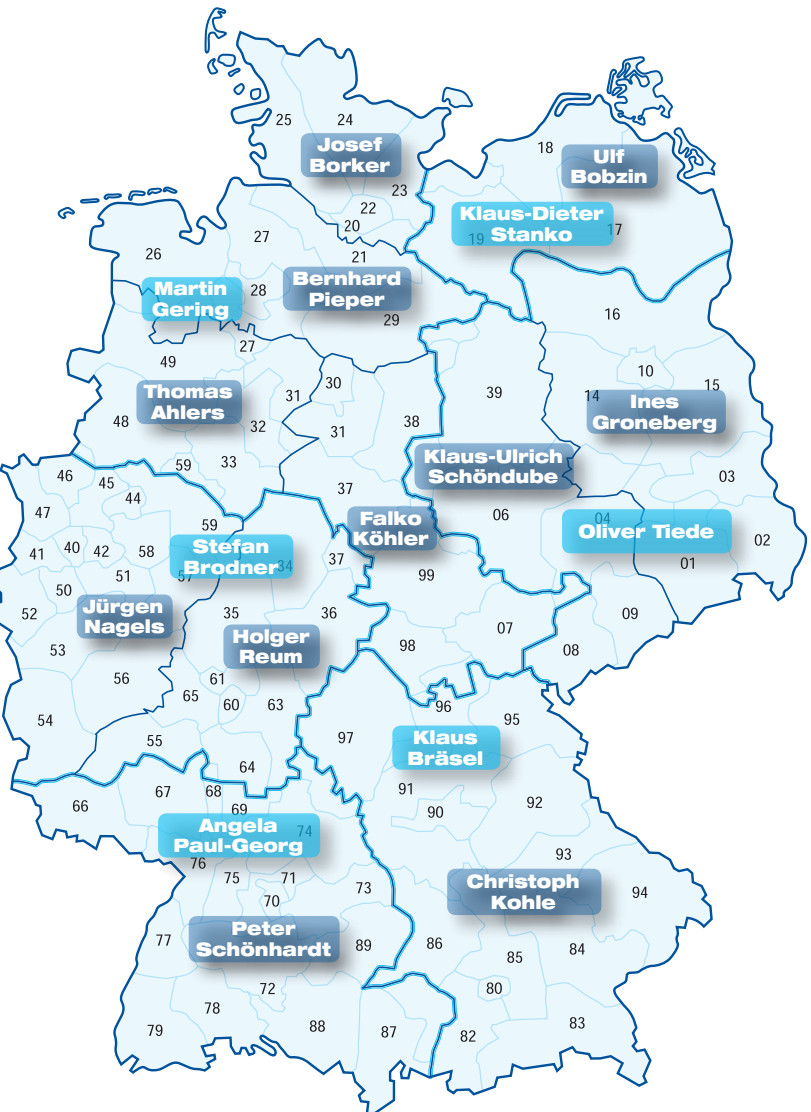 25
24
Josef
Borker
23
22
20
18
Ulf
Bobzin
Klaus-Dieter
Stanko
19
17
26
27
21
Martin
Gering
28
Bernhard
Pieper
29
16
27
49
10
15
14
Thomas
Ahlers
30
31
39
Ines
Groneberg
48
32
31
38
Klaus-Ulrich
Schöndube
59
33
37
03
46
45
44
47
06
04
Oliver Tiede
02
01
59
Falko
Köhler
41
40
42
58
Stefan
Brodner
34
37
99
57
51
50
52
Jürgen
Nagels
35
36
09
07
Holger
Reum
53
98
08
56
61
65
60
63
96
95
54
55
97
Klaus
Bräsel
64
67
68
91
66
69
90
92
Angela
Paul-Georg
74
76
93
75
71
73
70
Christoph
Kohle
94
Peter
Schönhardt
77
89
86
84
85
72
80
78
79
88
87
82
83